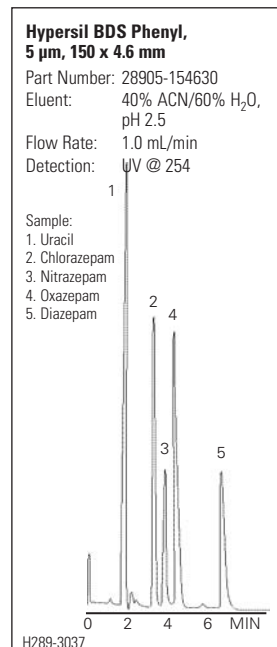 Hypersil BDS Phenyl,
5 µm, 150 x 4.6 mm
Part Number: 28905-154630
Eluent: 40% ACN/60% H₂O,
pH 2.5
Flow Rate: 1.0 mL/min
Detection: UV @ 254
1
Sample:
1. Uracil
2. Chlorazepam
3. Nitrazepam
4. Oxazepam
5. Diazepam
2 4
3 5
0 2 4 6 MIN
H289-3037